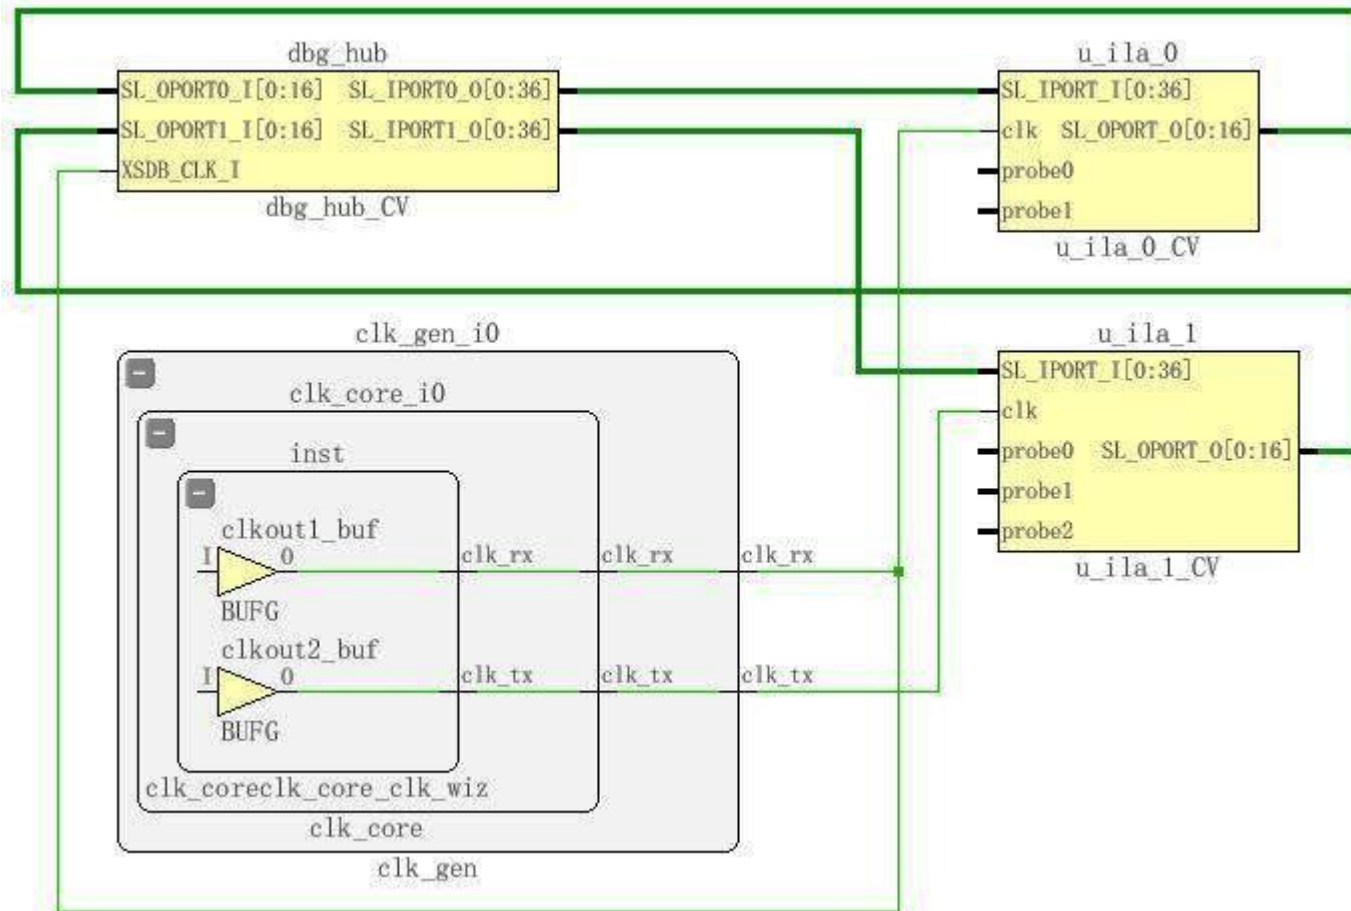 dbg_hub
SL_OPORT0_I[0:16] SL_IPORT0_O[0:36]
SL_OPORT1_I[0:16] SL_IPORT1_O[0:36]
XSDB_CLK_I
dbg_hub_CV
u_ila_0
SL_IPORT_I[0:36]
clk SL_OPORT_O[0:16]
probe0
probe1
u_ila_0_CV
clk_gen_i0
clk_core_i0
inst
clkout1_buf
I O
BUFG
clk_rx clk_rx clk_rx
clkout2_buf
I O
BUFG
clk_tx clk_tx clk_tx
clk_coreclk_core_clk_wiz
clk_core
clk_gen
u_ila_1
SL_IPORT_I[0:36]
clk
probe0 SL_OPORT_O[0:16]
probe1
probe2
u_ila_1_CV